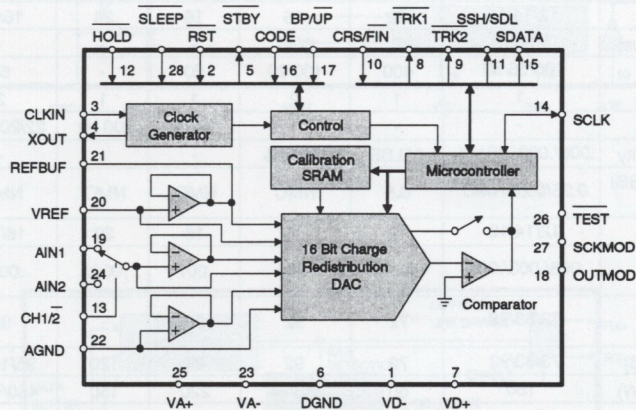 SLEEP STBY BP/UP TRK1 SSH/SDL
HOLD RST CODE CRS/FIN TRK2 SDATA
12 28 2 5 16 17 10 8 9 11 15
CLKIN 3
XOUT 4
Clock
Generator
Control
14 SCLK
REFBUF 21
Calibration
SRAM
Microcontroller
VREF 20
AIN1 19
AIN2 24
CH1/2 13
AGND 22
16 Bit Charge
Redistribution
DAC
26 TEST
27 SCKMOD
18 OUTMOD
Comparator
25 23 6 1 7
VA+ VA- DGND VD- VD+